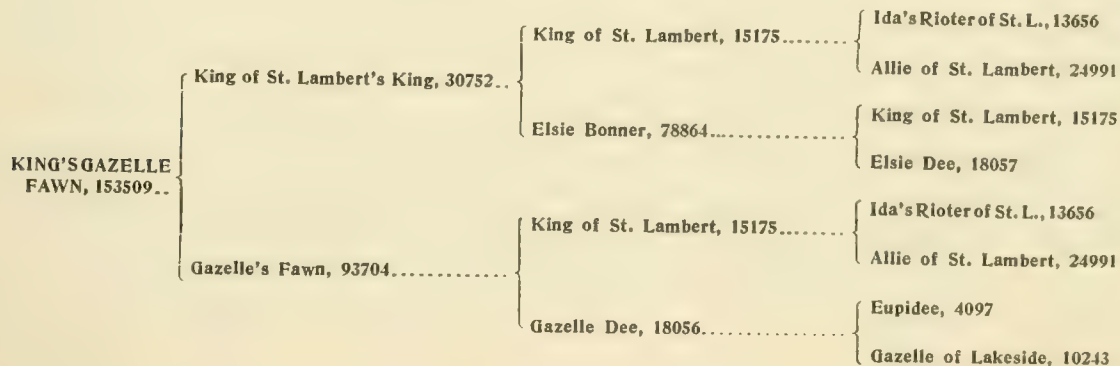 Ida's Rioter of St. L., 13656
King of St. Lambert, 15175
Allie of St. Lambert, 24991
King of St. Lambert's King, 30752
King of St. Lambert, 15175
Elsie Bonner, 78864
Elsie Dee, 18057
KING'S GAZELLE
FAWN, 153509
Ida's Rioter of St. L., 13656
King of St. Lambert, 15175
Allie of St. Lambert, 24991
Gazelle's Fawn, 93704
Eupidee, 4097
Gazelle Dee, 18056
Gazelle of Lakeside, 10243